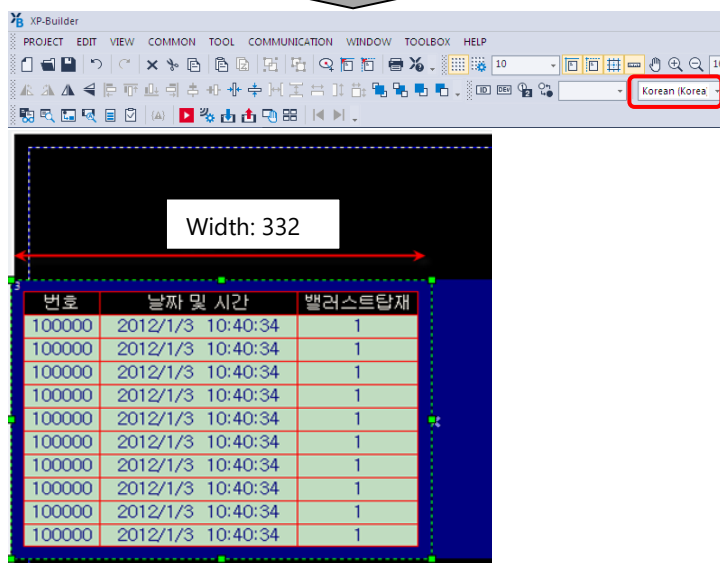 XP-Builder
PROJECT EDIT VIEW COMMON TOOL COMMUNICATION WINDOW TOOLBOX HELP
10
ID DEV
Korean (Korea
(A)
Width: 332
3
번호 날짜 및 시간 밸러스트탑재
100000 2012/1/3 10:40:34 1
100000 2012/1/3 10:40:34 1
100000 2012/1/3 10:40:34 1
100000 2012/1/3 10:40:34 1
100000 2012/1/3 10:40:34 1
100000 2012/1/3 10:40:34 1
100000 2012/1/3 10:40:34 1
100000 2012/1/3 10:40:34 1
100000 2012/1/3 10:40:34 1
100000 2012/1/3 10:40:34 1